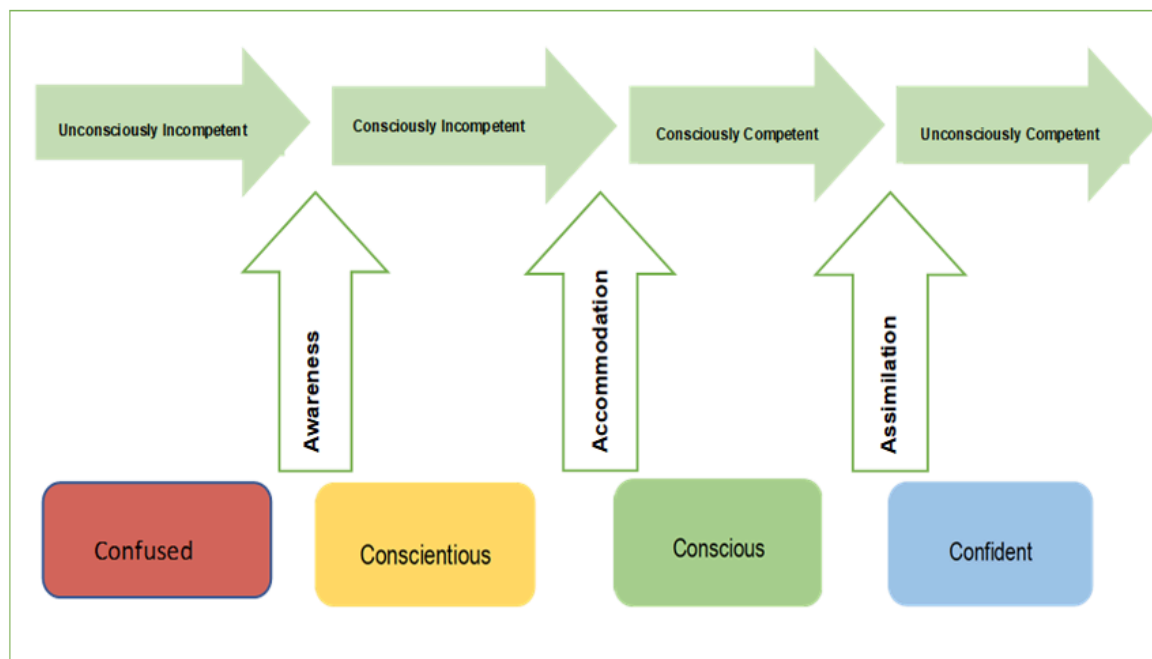 Unconsciously Incompetent
Consciously Incompetent
Consciously Competent
Unconsciously Competent
Awareness
Accommodation
Assimilation
Confused
Conscientious
Conscious
Confident